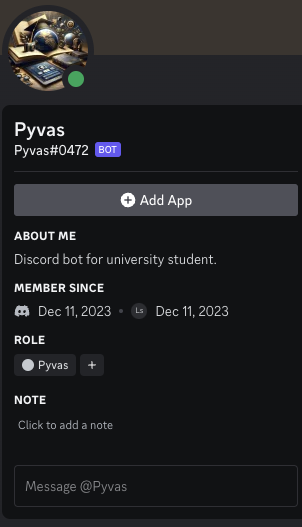 Pyvas
Pyvas#0472 BOT
Add App
ABOUT ME
Discord bot for university student.
MEMBER SINCE
Dec 11, 2023 • Ls Dec 11, 2023
ROLE
Pyvas +
NOTE
Click to add a note
Message @Pyvas